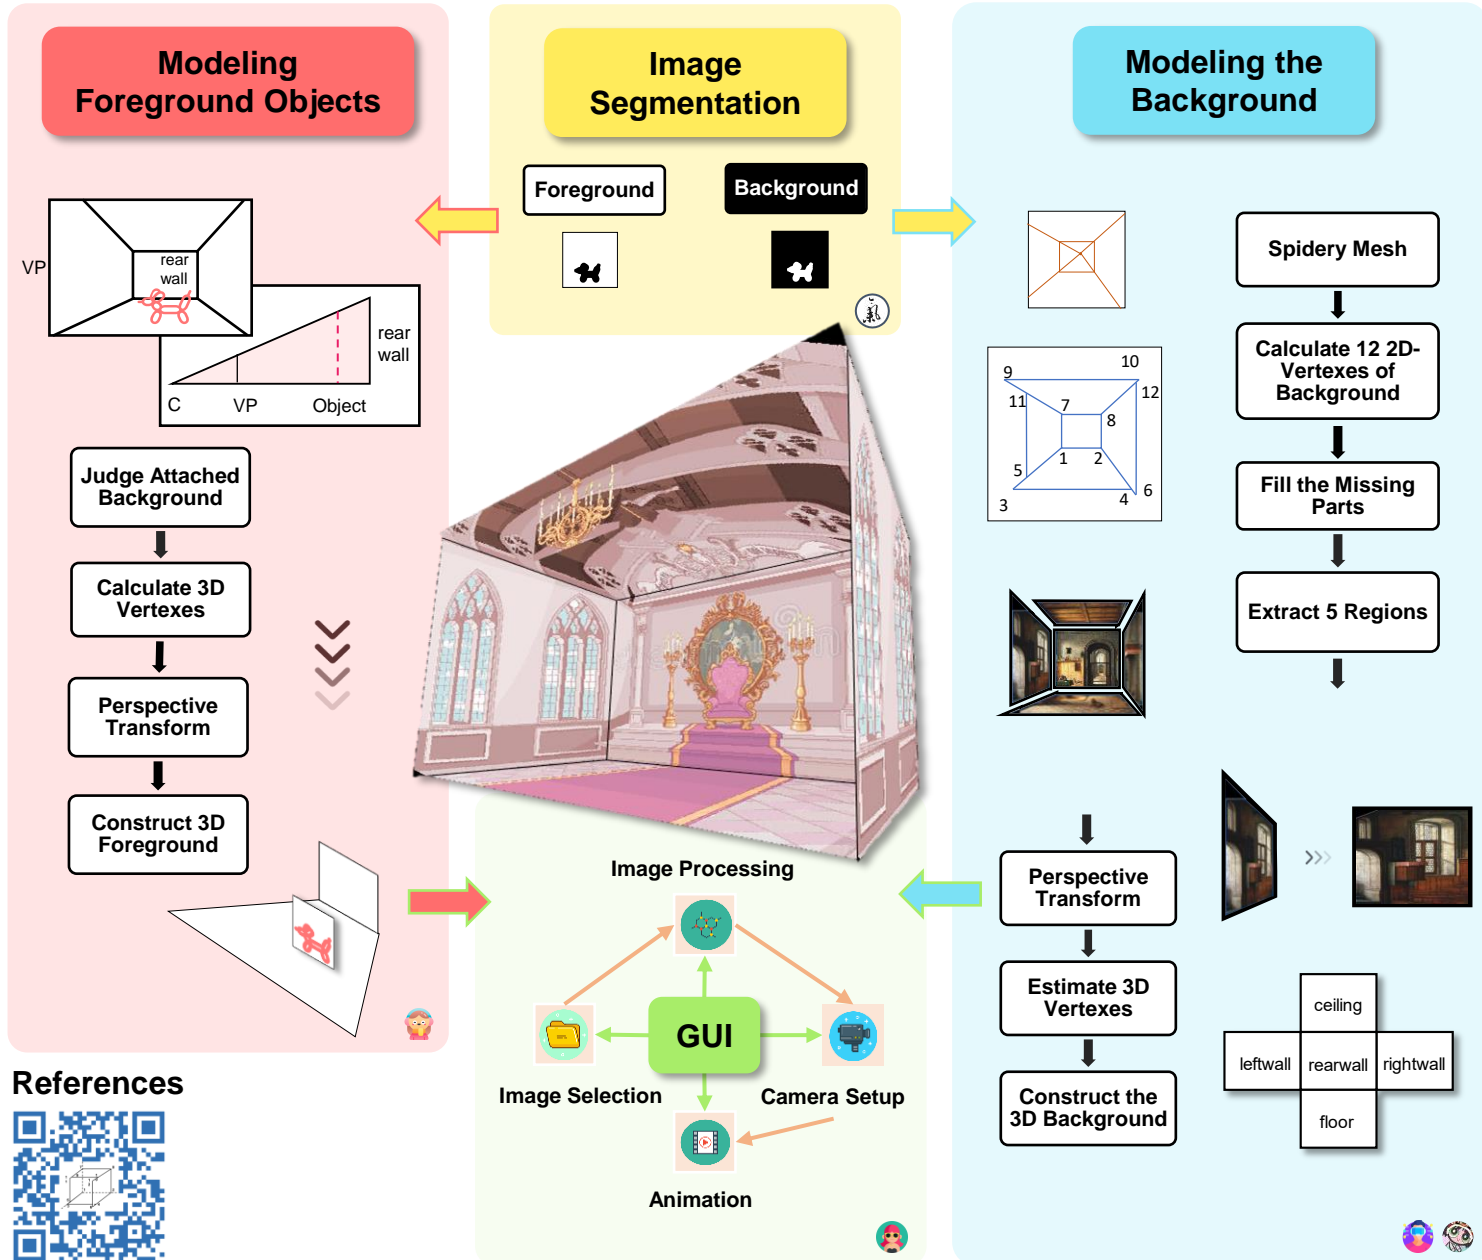 Modeling
Foreground Objects
VP
rear
wall
rear
wall
C
VP
Object
Judge Attached
Background
Calculate 3D
Vertexes
Perspective
Transform
Construct 3D
Foreground
References
Image
Segmentation
Foreground
Background
Image Processing
GUI
Image Selection
Camera Setup
Animation
Modeling the
Background
Spidery Mesh
Calculate 12 2D-
Vertexes of
Background
Fill the Missing
Parts
Extract 5 Regions
9
10
11
12
7
8
1
2
5
6
3
4
Perspective
Transform
Estimate 3D
Vertexes
Construct the
3D Background
ceiling
leftwall
rearwall
rightwall
floor